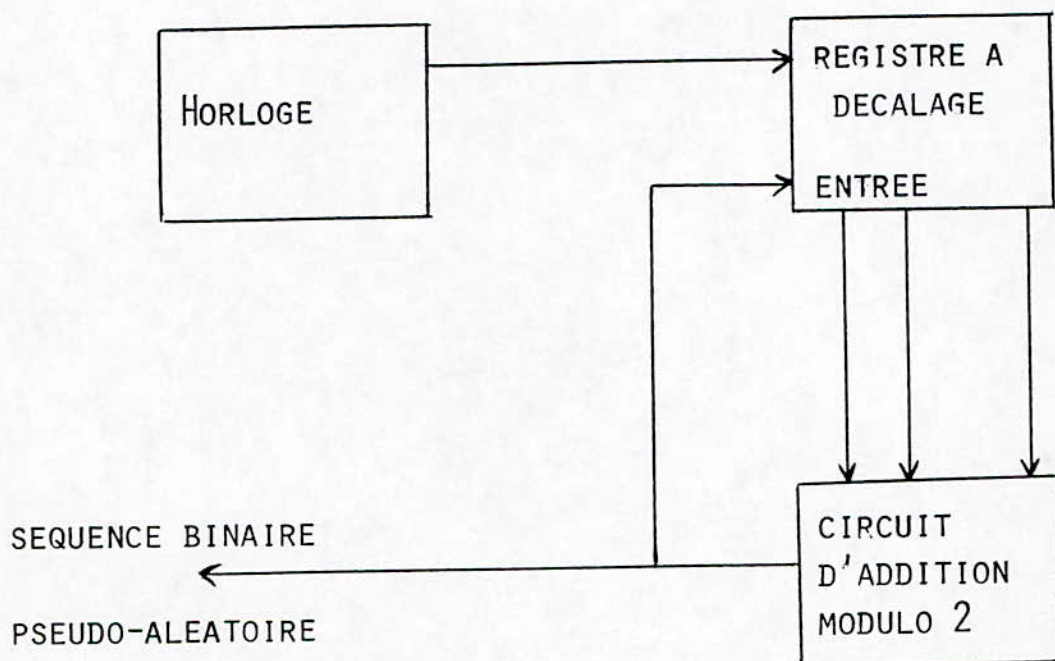 HORLOGE
REGISTRE A
DECALAGE
ENTREE
SEQUENCE BINAIRE
PSEUDO-ALEATOIRE
CIRCUIT
D'ADDITION
MODULO 2